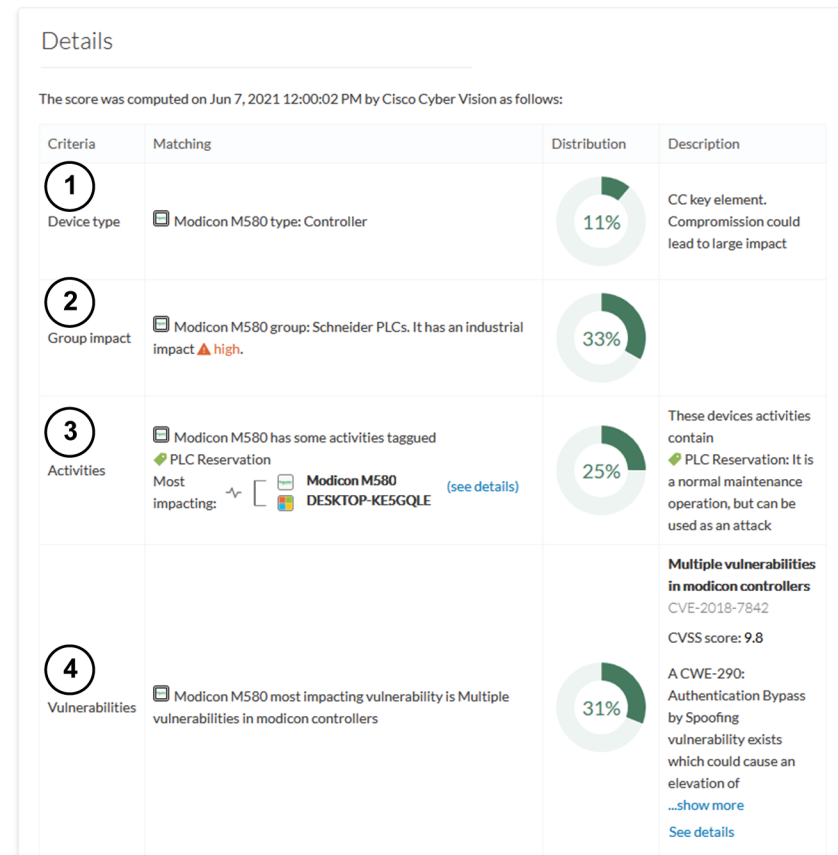 Details
The score was computed on Jun 7, 2021 12:00:02 PM by Cisco Cyber Vision as follows:
Criteria Matching Distribution Description
1
Device type
Modicon M580 type: Controller
11%
CC key element.
Compromission could
lead to large impact
2
Group impact
Modicon M580 group: Schneider PLCs. It has an industrial
impact high.
33%
3
Activities
Modicon M580 has some activities taggued
PLC Reservation
Most
impacting:
Modicon M580
DESKTOP-KE5GQLE
(see details)
25%
These devices activities
contain
PLC Reservation: It is
a normal maintenance
operation, but can be
used as an attack
4
Vulnerabilities
Modicon M580 most impacting vulnerability is Multiple
vulnerabilities in modicon controllers
31%
Multiple vulnerabilities
in modicon controllers
CVE-2018-7842
CVSS score: 9.8
A CWE-290:
Authentication Bypass
by Spoofing
vulnerability exists
which could cause an
elevation of
...show more
See details